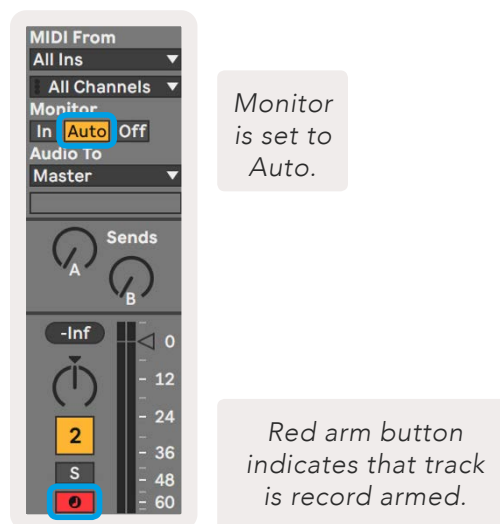 MIDI From
All Ins
All Channels
Monitor
In Auto Off
Audio To
Master
Sends
A
B
-Inf
0
12
24
2
36
S
48
60
Monitor
is set to
Auto.
Red arm button
indicates that track
is record armed.